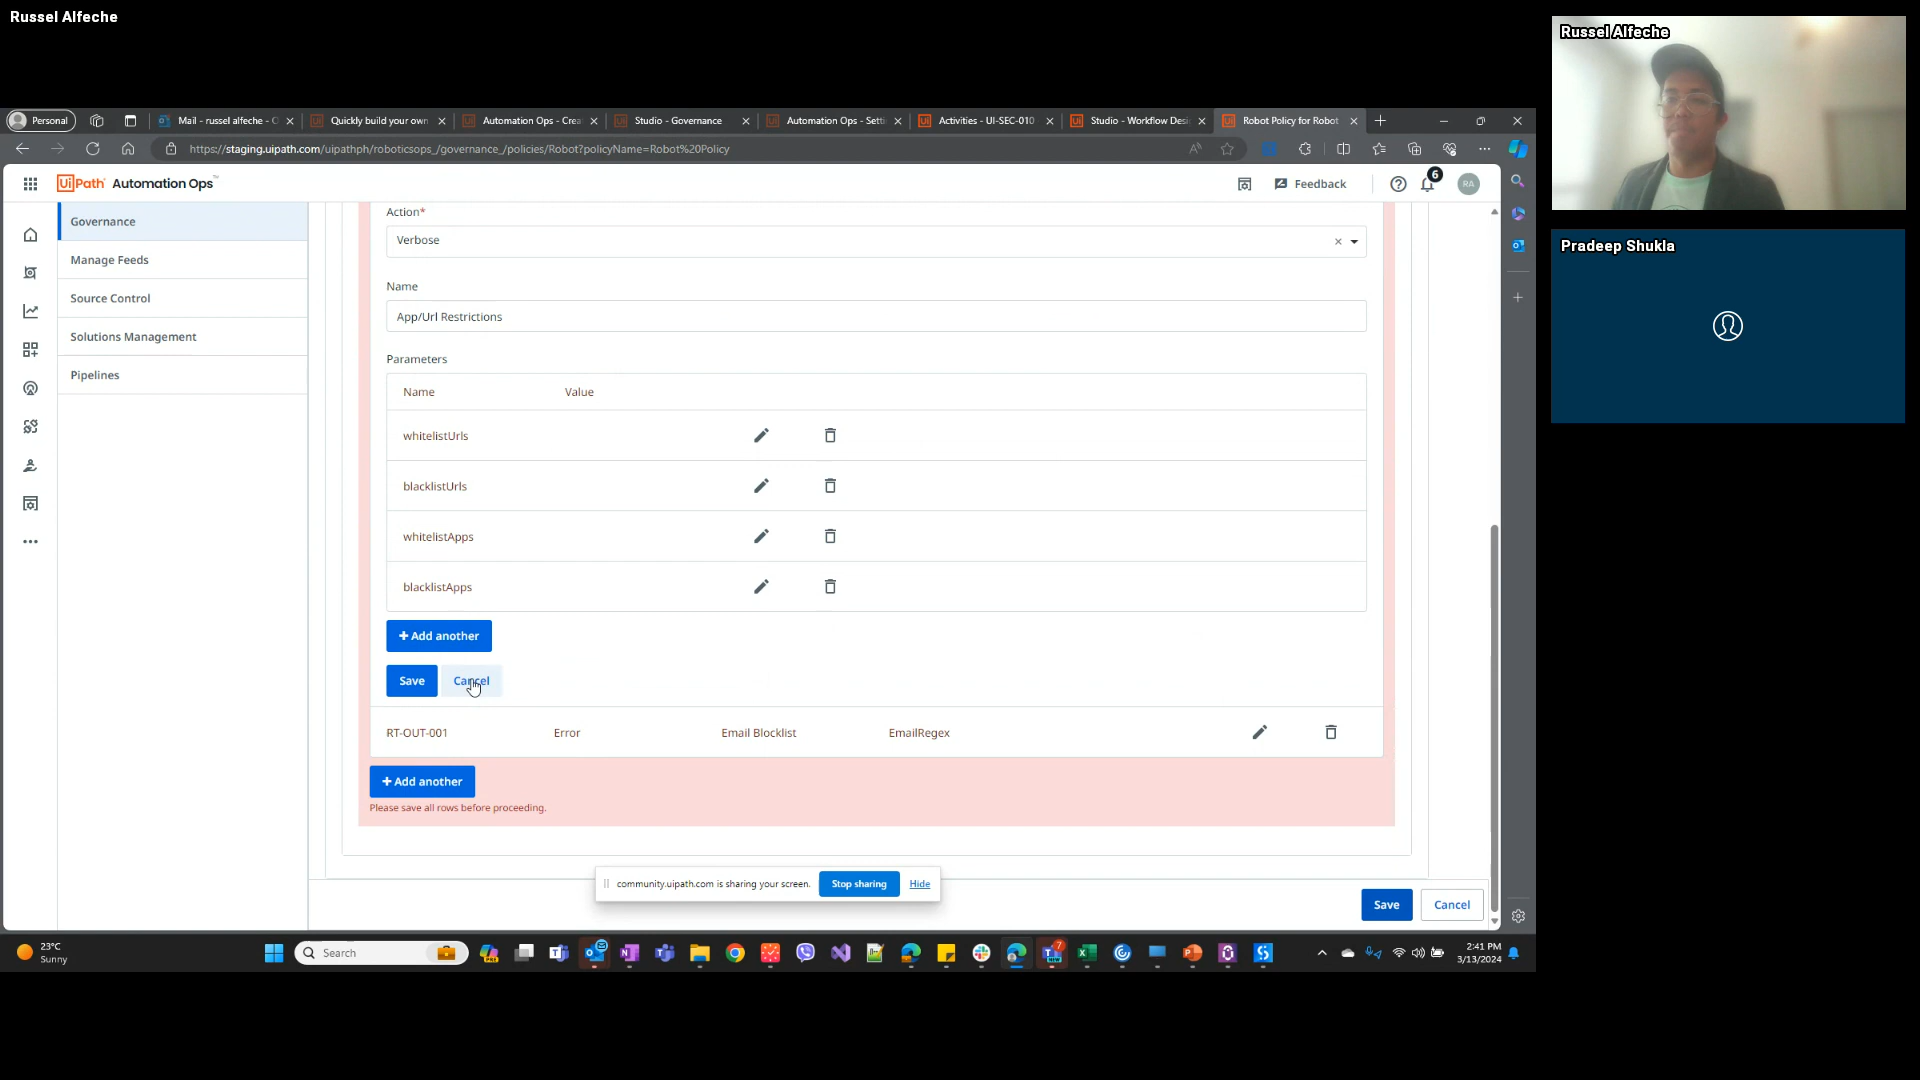 Russel Alfeche
Russel Alfeche
Pradeep Shukla
Personal
Mail - russel alfeche - O
Quickly build your own
Automation Ops - Crea
Studio - Governance
Automation Ops - Setti
Activities - UI-SEC-010
Studio - Workflow Desi
Robot Policy for Robot
https://staging.uipath.com/uipathph/roboticsops_/governance_/policies/Robot?policyName=Robot%20Policy
UiPath Automation Ops™
Feedback
6
RA
Governance
Manage Feeds
Source Control
Solutions Management
Pipelines
Action*
Verbose
Name
App/Url Restrictions
Parameters
Name Value
whitelistUrls
blacklistUrls
whitelistApps
blacklistApps
+ Add another
Save Cancel
RT-OUT-001 Error Email Blocklist EmailRegex
+ Add another
Please save all rows before proceeding.
community.uipath.com is sharing your screen. Stop sharing Hide
Save Cancel
23°C
Sunny
Search
7
2:41 PM
3/13/2024